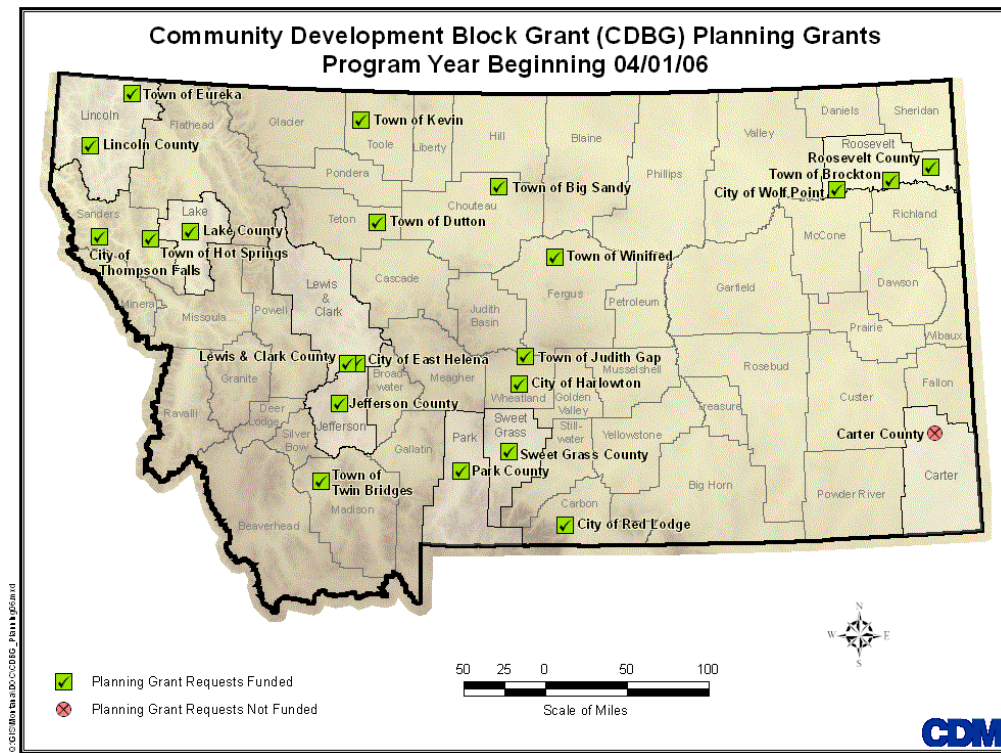 Community Development Block Grant (CDBG) Planning Grants
Program Year Beginning 04/01/06
Town of Eureka
Lincoln
Flathead
Glacier
Town of Kevin
Toole
Liberty
Hill
Blaine
Phillips
Valley
Daniels
Sheridan
Lincoln County
Roosevelt
Roosevelt County
Town of Brockton
City of Wolf Point
Pondera
Town of Big Sandy
Chouteau
Richland
Sanders
Lake
Lake County
Teton
Town of Dutton
McCone
City of
Thompson Falls
Town of Hot Springs
Town of Winifred
Lewis
& Clark
Cascade
Fergus
Petroleum
Garfield
Dawson
Mineral
Missoula
Powell
Judith
Basin
Prairie
Wibaux
Lewis & Clark County
City of East Helena
Town of Judith Gap
Broad-
water
Meagher
Musselshell
Rosebud
Granite
City of Harlowton
Wheatland
Golden
Valley
Treasure
Custer
Fallon
Ravalli
Deer
Lodge
Jefferson County
Jefferson
Silver
Bow
Gallatin
Park
Sweet
Grass
Still-
water
Yellowstone
Carter County
Sweet Grass County
Park County
Big Horn
Powder River
Carter
Town of
Twin Bridges
Madison
Beaverhead
Carbon
City of Red Lodge
N
W
E
S
50 25 0 50 100
Scale of Miles
Planning Grant Requests Funded
Planning Grant Requests Not Funded
CDM